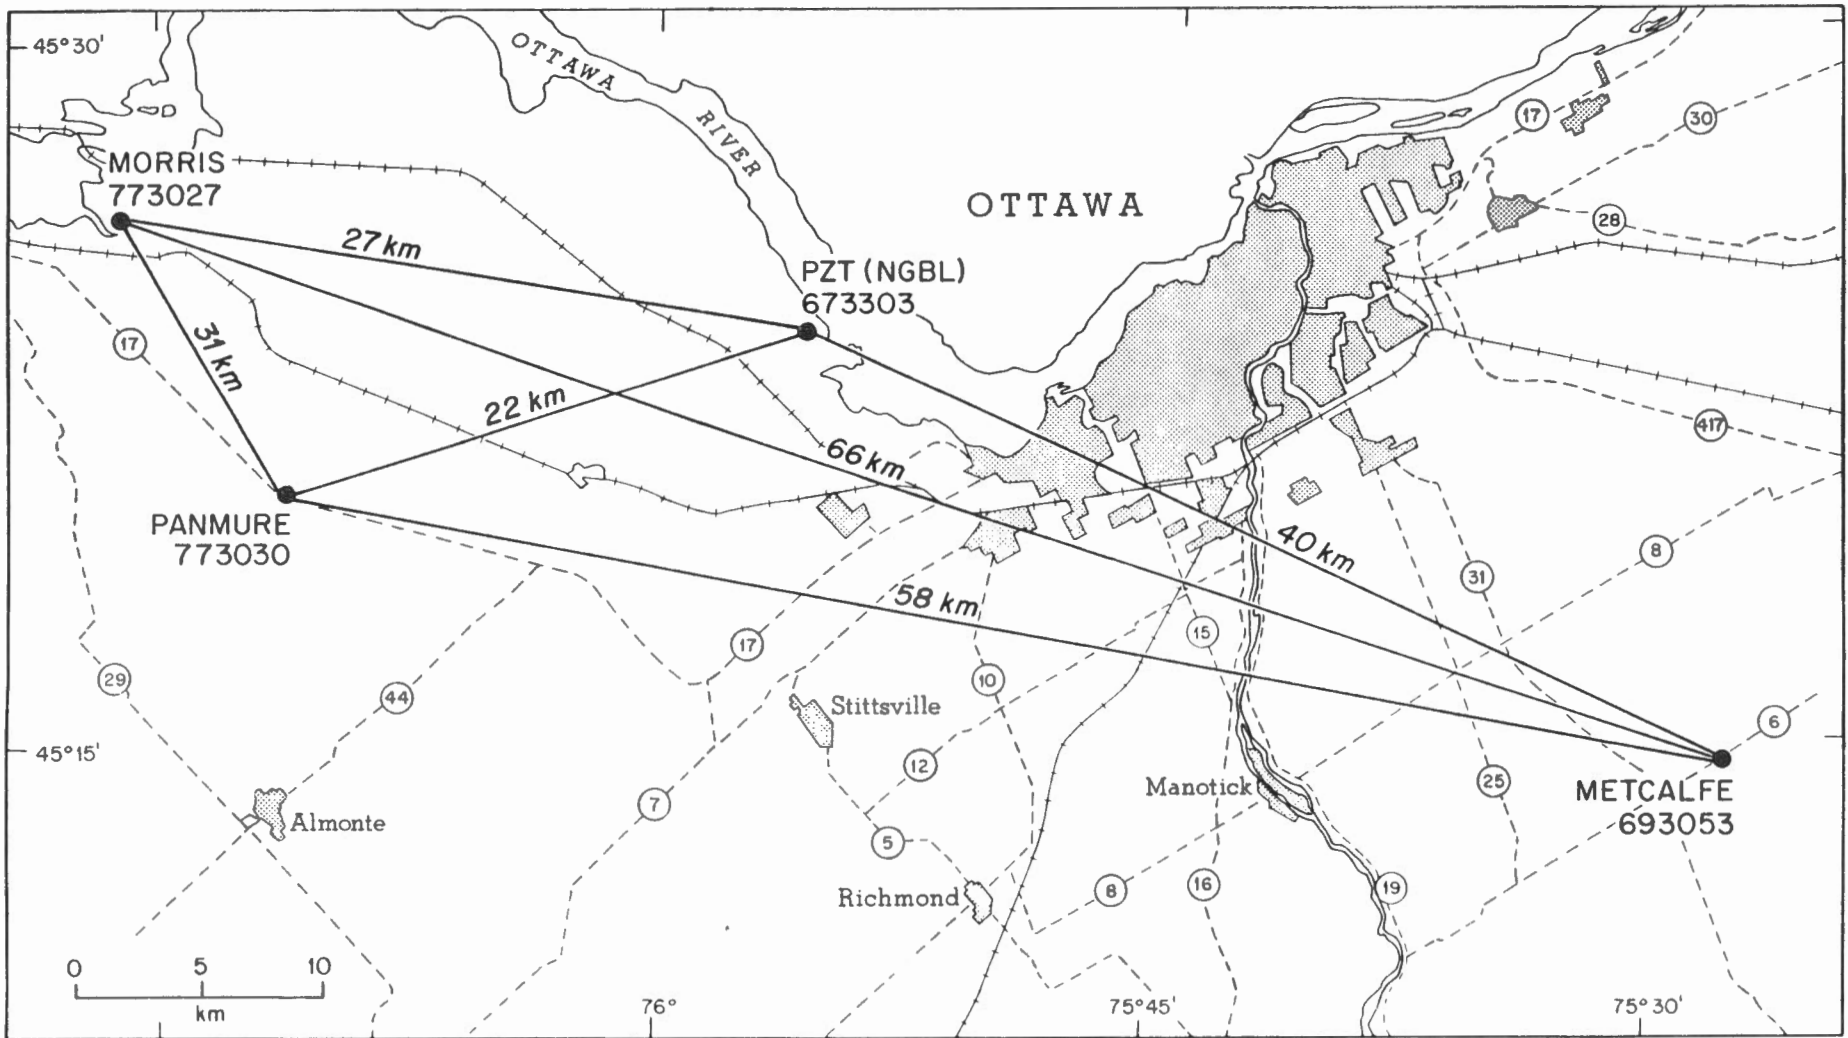 45°30'
OTTAWA
RIVER
17
30
MORRIS
773027
OTTAWA
28
27 km
PZT (NGBL)
673303
17
31 km
22 km
417
66 km
PANMURE
773030
40 km
8
31
58 km
15
17
29
44
10
Stittsville
6
45°15'
12
Manotick
25
METCALFE
693053
7
Almonte
5
Richmond
8
16
19
0 5 10
km
76°
75°45'
75°30'